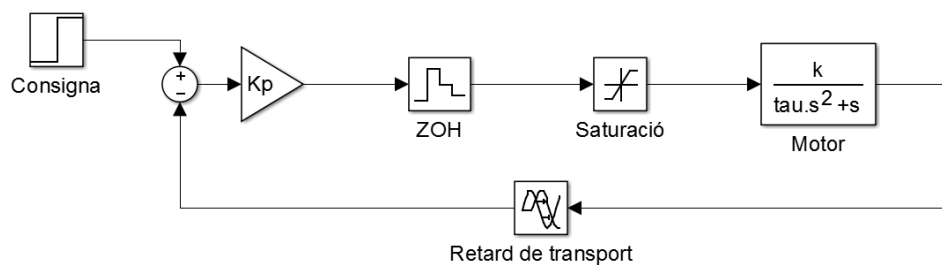 Consigna
+
−
Kp
ZOH
Saturació
k
tau.s² +s
Motor
Retard de transport